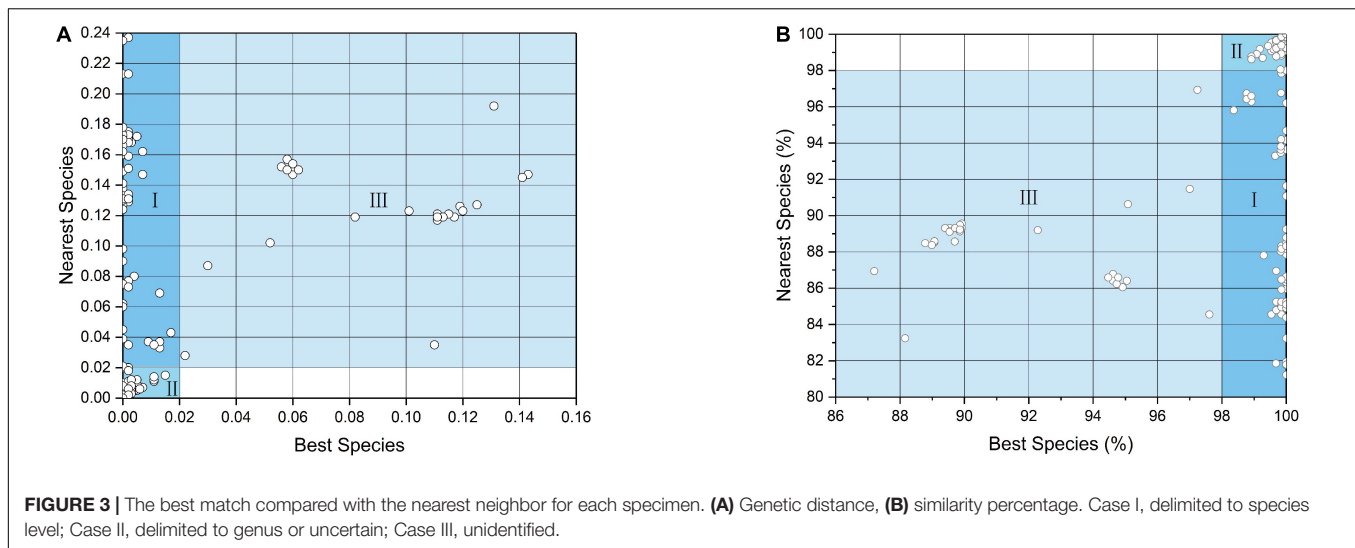 A
0.24
0.22
0.20
0.18
0.16
0.14
0.12
0.10
0.08
0.06
0.04
0.02
0.00
Nearest Species
I
II
III
0.00 0.02 0.04 0.06 0.08 0.10 0.12 0.14 0.16
Best Species
B
100
98
96
94
92
90
88
86
84
82
80
Nearest Species (%)
II
III
I
86 88 90 92 94 96 98 100
Best Species (%)
FIGURE 3 | The best match compared with the nearest neighbor for each specimen. (A) Genetic distance, (B) similarity percentage. Case I, delimited to species
level; Case II, delimited to genus or uncertain; Case III, unidentified.